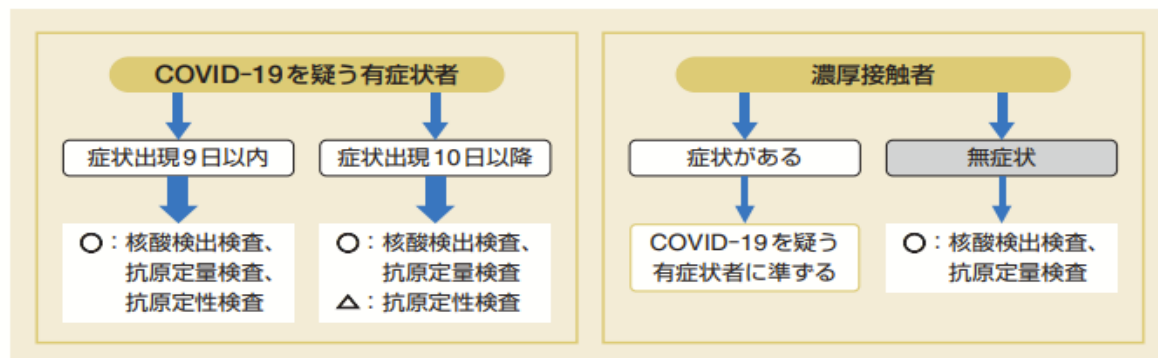 COVID-19を疑う有症状者
症状出現9日以内
症状出現10日以降
○：核酸検出検査、
抗原定量検査、
抗原定性検査
○：核酸検出検査、
抗原定量検査
△：抗原定性検査
濃厚接触者
症状がある
無症状
COVID-19を疑う
有症状者に準ずる
○：核酸検出検査、
抗原定量検査